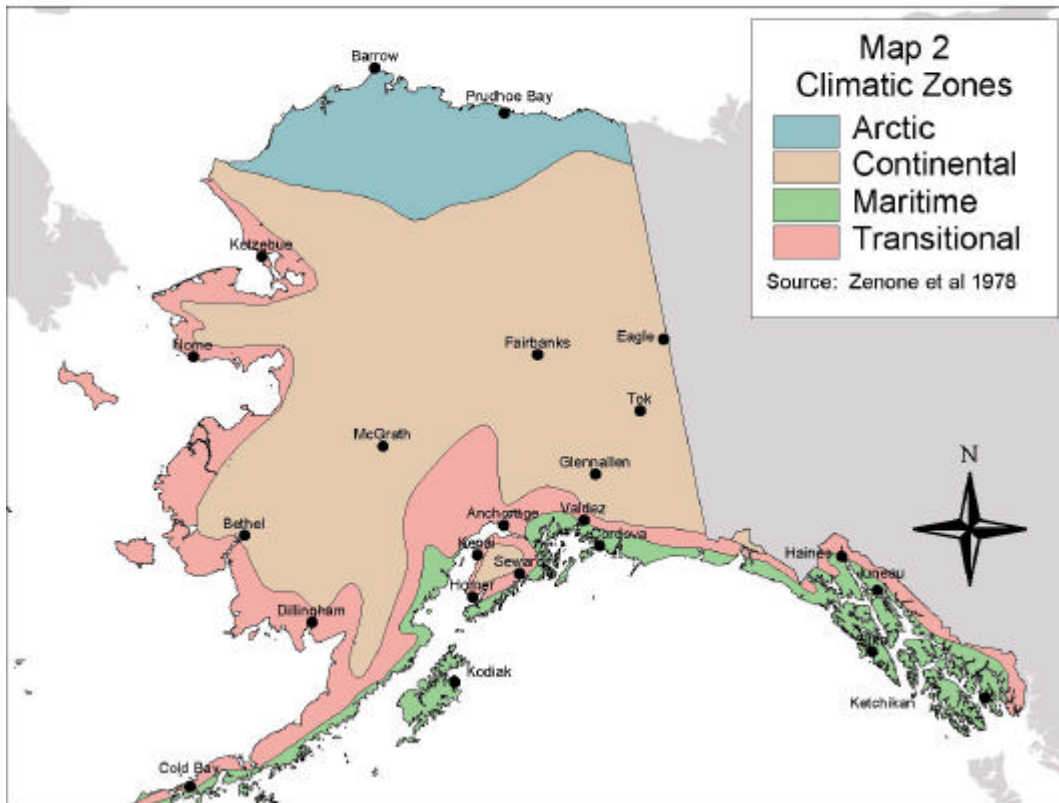 Map 2
Climatic Zones
Arctic
Continental
Maritime
Transitional
Source: Zenone et al 1978
Barrow
Prudhoe Bay
Kotzebue
Nome
Fairbanks
Eagle
Tok
McGrath
Glennallen
Bethel
Anchorage
Valdez
Kenai
Cordova
Seward
Homer
Dillingham
Kodiak
Cold Bay
N
Haines
Juneau
Sitka
Ketchikan